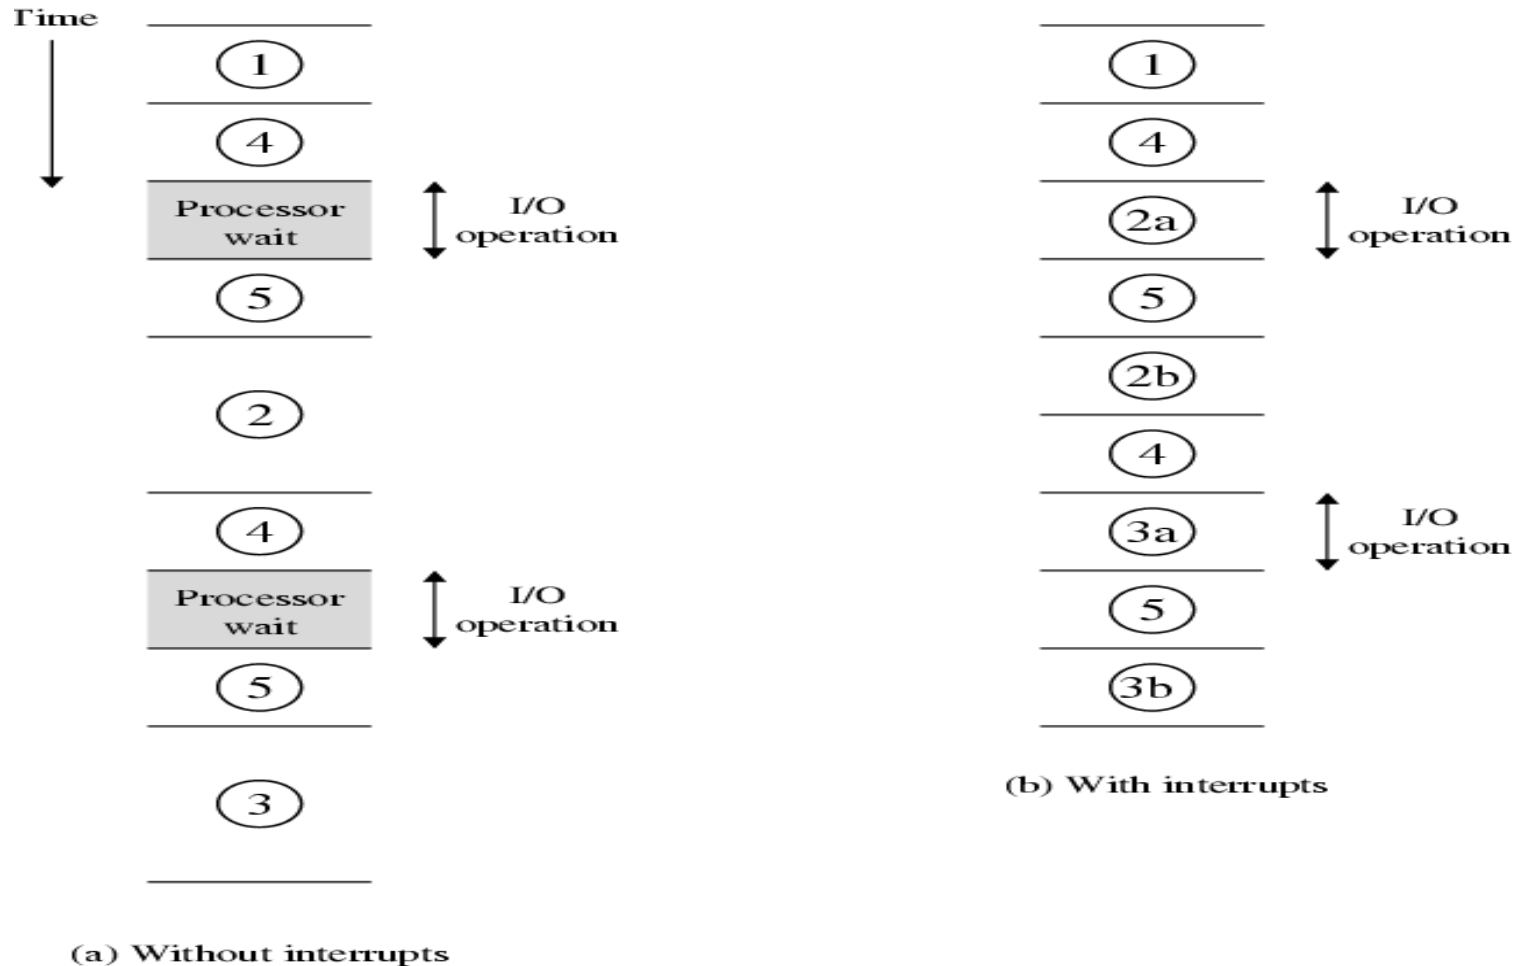 Time
1
4
Processor
wait
I/O
operation
5
2
4
Processor
wait
I/O
operation
5
3
(a) Without interrupts
1
4
2a
I/O
operation
5
2b
4
3a
I/O
operation
5
3b
(b) With interrupts